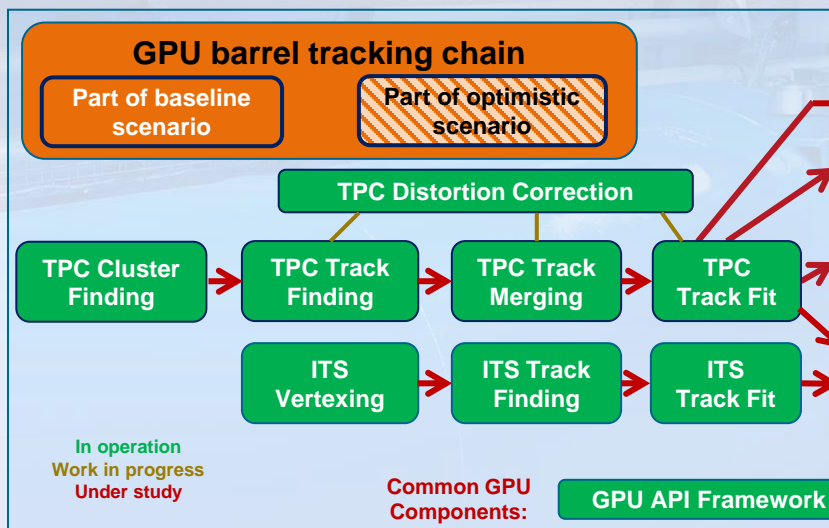 GPU barrel tracking chain
Part of baseline
scenario
Part of optimistic
scenario
TPC Distortion Correction
TPC Cluster
Finding
TPC Track
Finding
TPC Track
Merging
TPC
Track Fit
ITS
Vertexing
ITS Track
Finding
ITS
Track Fit
In operation
Work in progress
Under study
Common GPU
Components:
GPU API Framework